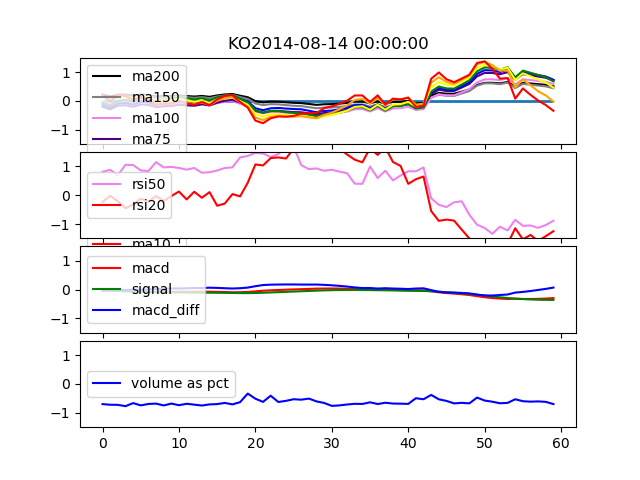 KO2014-08-14 00:00:00
1
0
−1
ma200
ma150
ma100
ma75
1
0
−1
rsi50
rsi20
ma10
1
0
−1
macd
signal
macd_diff
1
0
−1
volume as pct
0 10 20 30 40 50 60